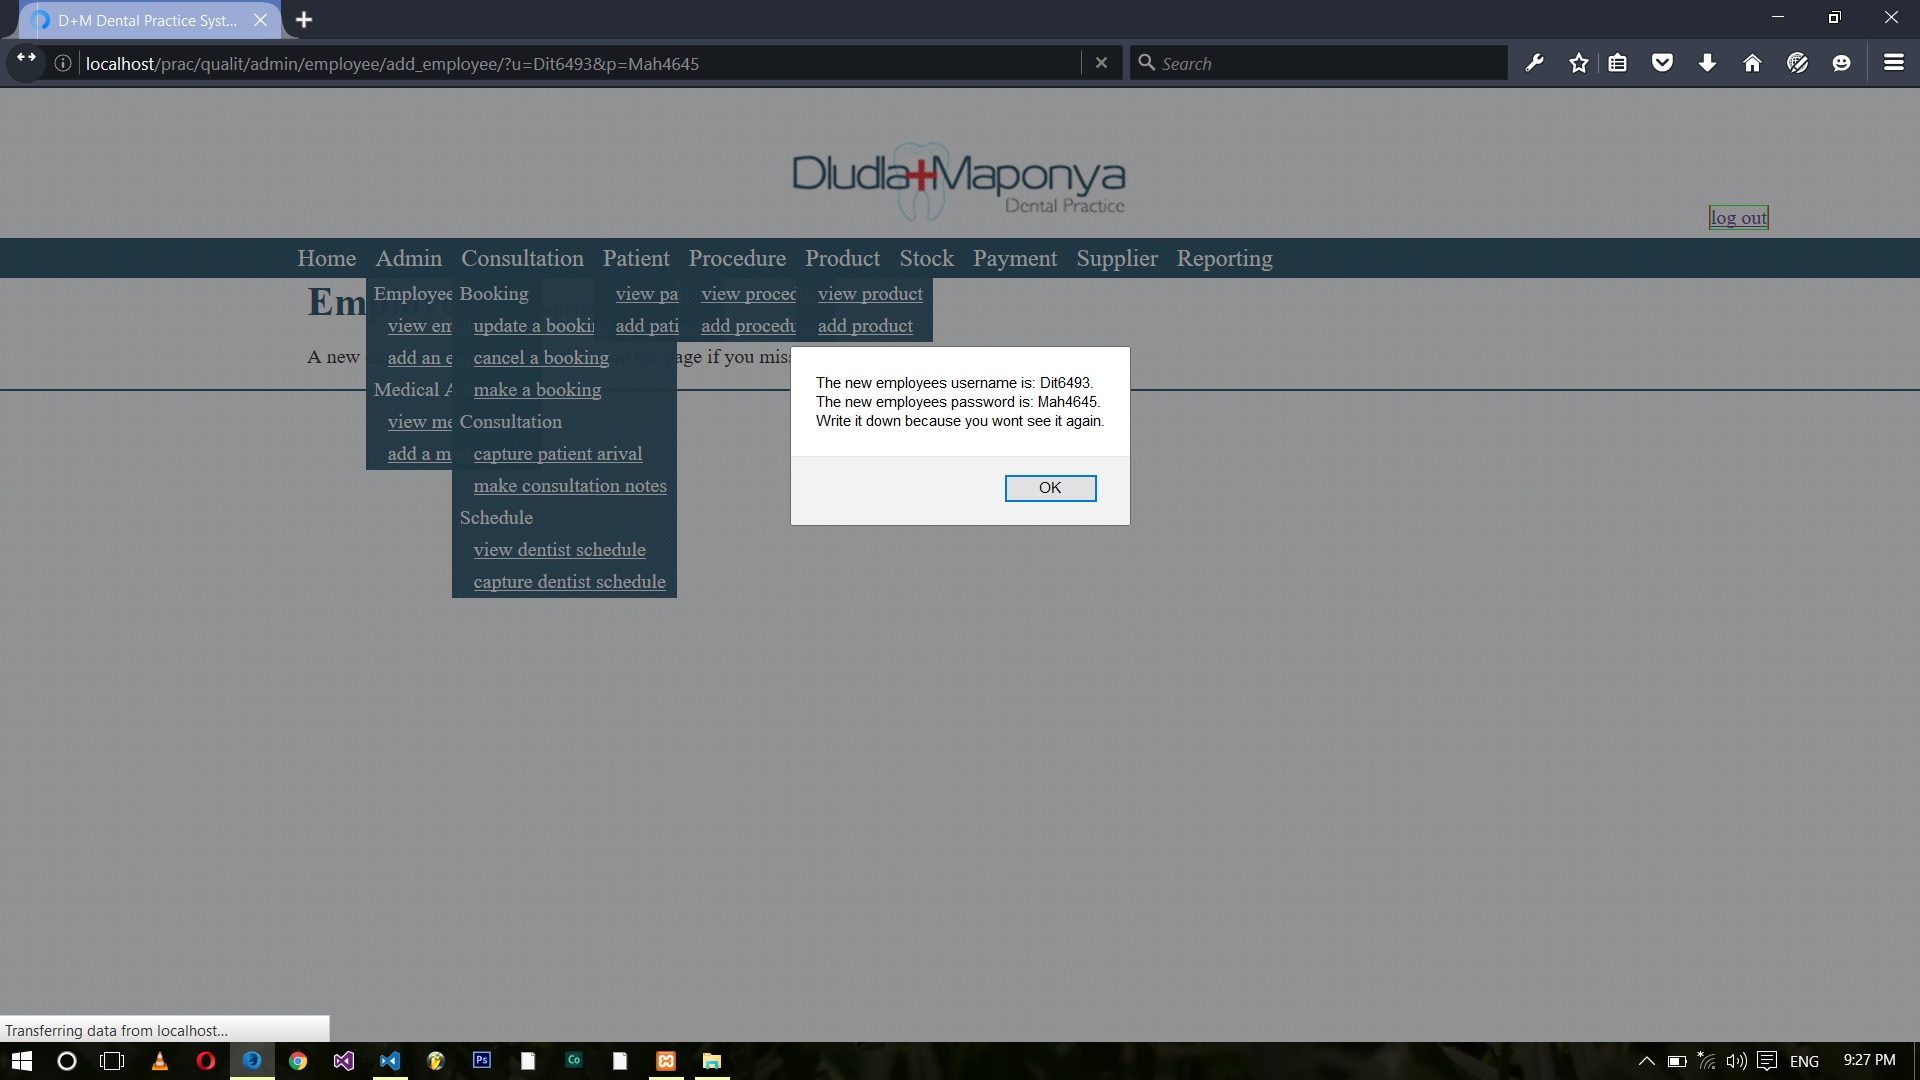 D+M Dental Practice Syst...
localhost/prac/qualit/admin/employee/add_employee/?u=Dit6493&p=Mah4645
Search
Dludla+Maponya
Dental Practice
log out
Home Admin Consultation Patient Procedure Product Stock Payment Supplier Reporting
Em
Employee
view em
add an e
Medical A
view me
add a m
Booking
update a booki
cancel a booking
make a booking
Consultation
capture patient arival
make consultation notes
Schedule
view dentist schedule
capture dentist schedule
view pa
add pati
view proced
add procedu
view product
add product
A new
page if you mis
The new employees username is: Dit6493.
The new employees password is: Mah4645.
Write it down because you wont see it again.
OK
Transferring data from localhost...
Ps
Co
ENG
9:27 PM